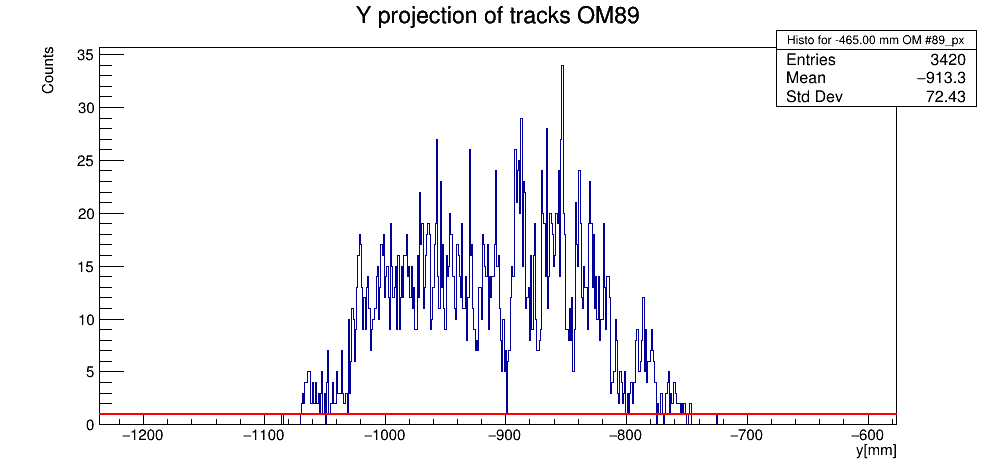 Y projection of tracks OM89
Histo for -465.00 mm OM #89_px
Entries 3420
Mean −913.3
Std Dev 72.43
Counts
35
30
25
20
15
10
5
0
−1200 −1100 −1000 −900 −800 −700 −600
y[mm]